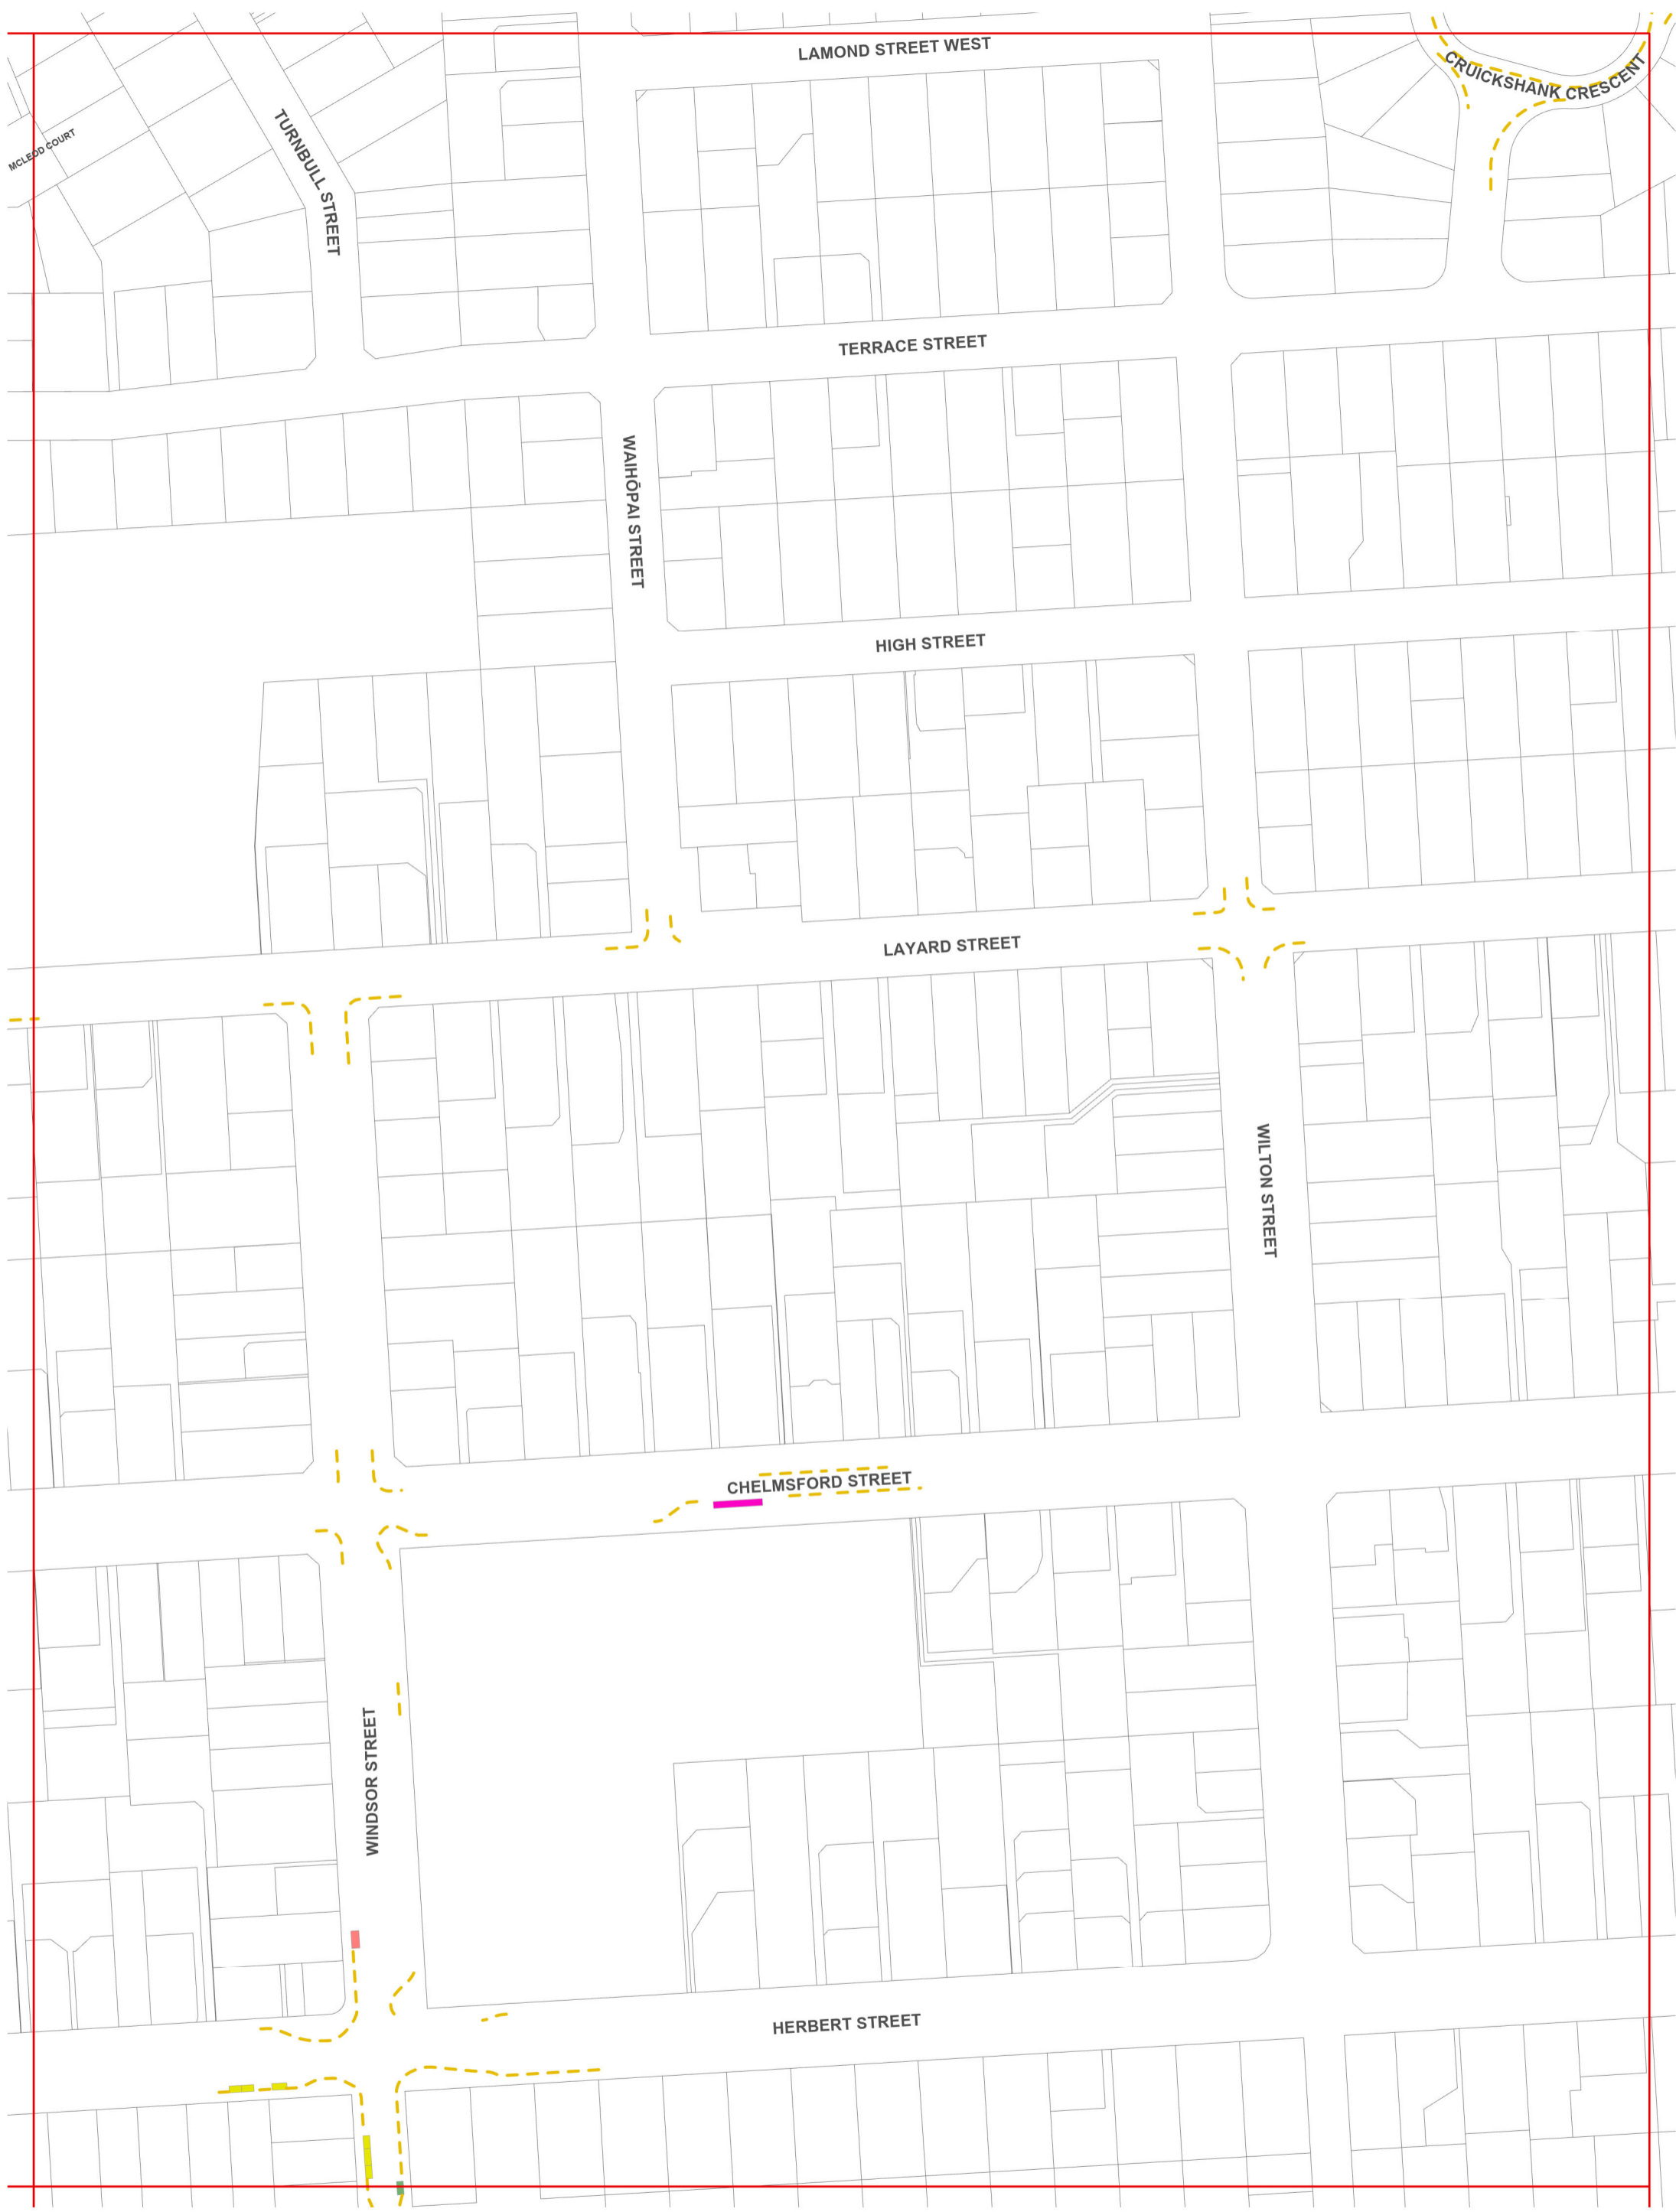 LAMOND STREET WEST
CRUICKSHANK CRESCENT
MCLEOD COURT
TURNBULL STREET
TERRACE STREET
WAIHŌPAI STREET
HIGH STREET
LAYARD STREET
WILTON STREET
CHELMSFORD STREET
WINDSOR STREET
HERBERT STREET